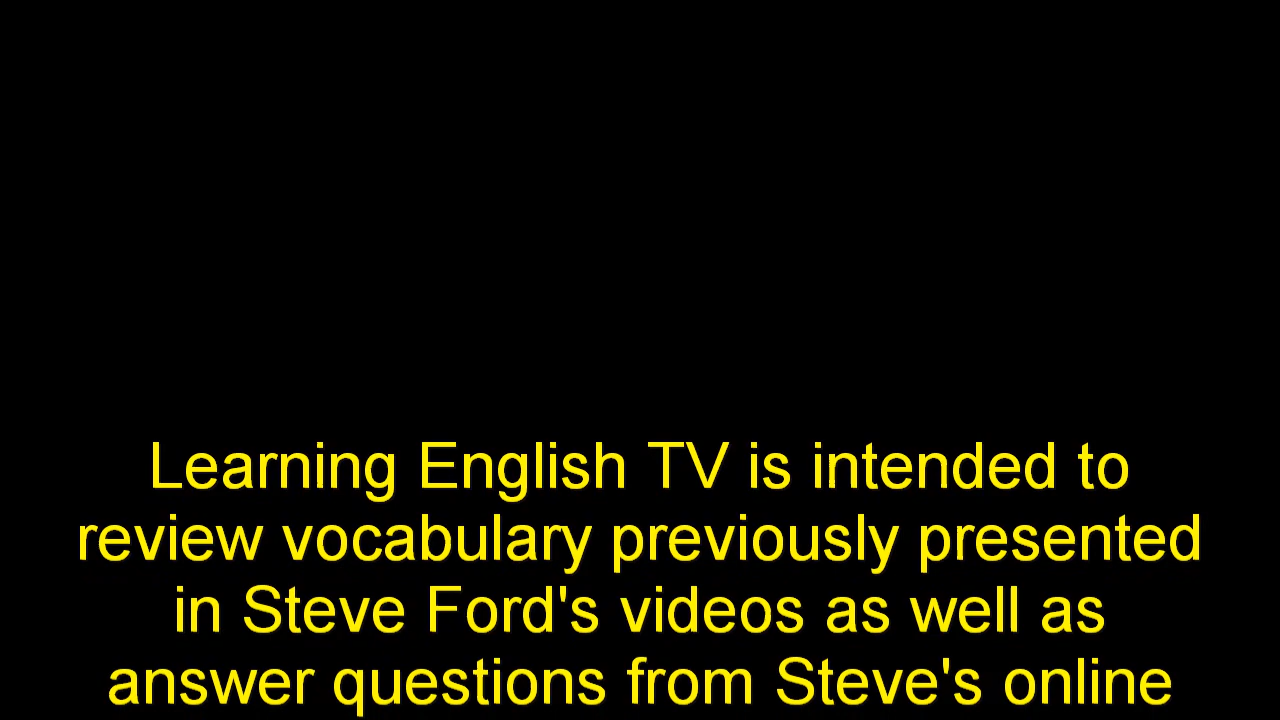 Learning English TV is intended to
review vocabulary previously presented
in Steve Ford's videos as well as
answer questions from Steve's online